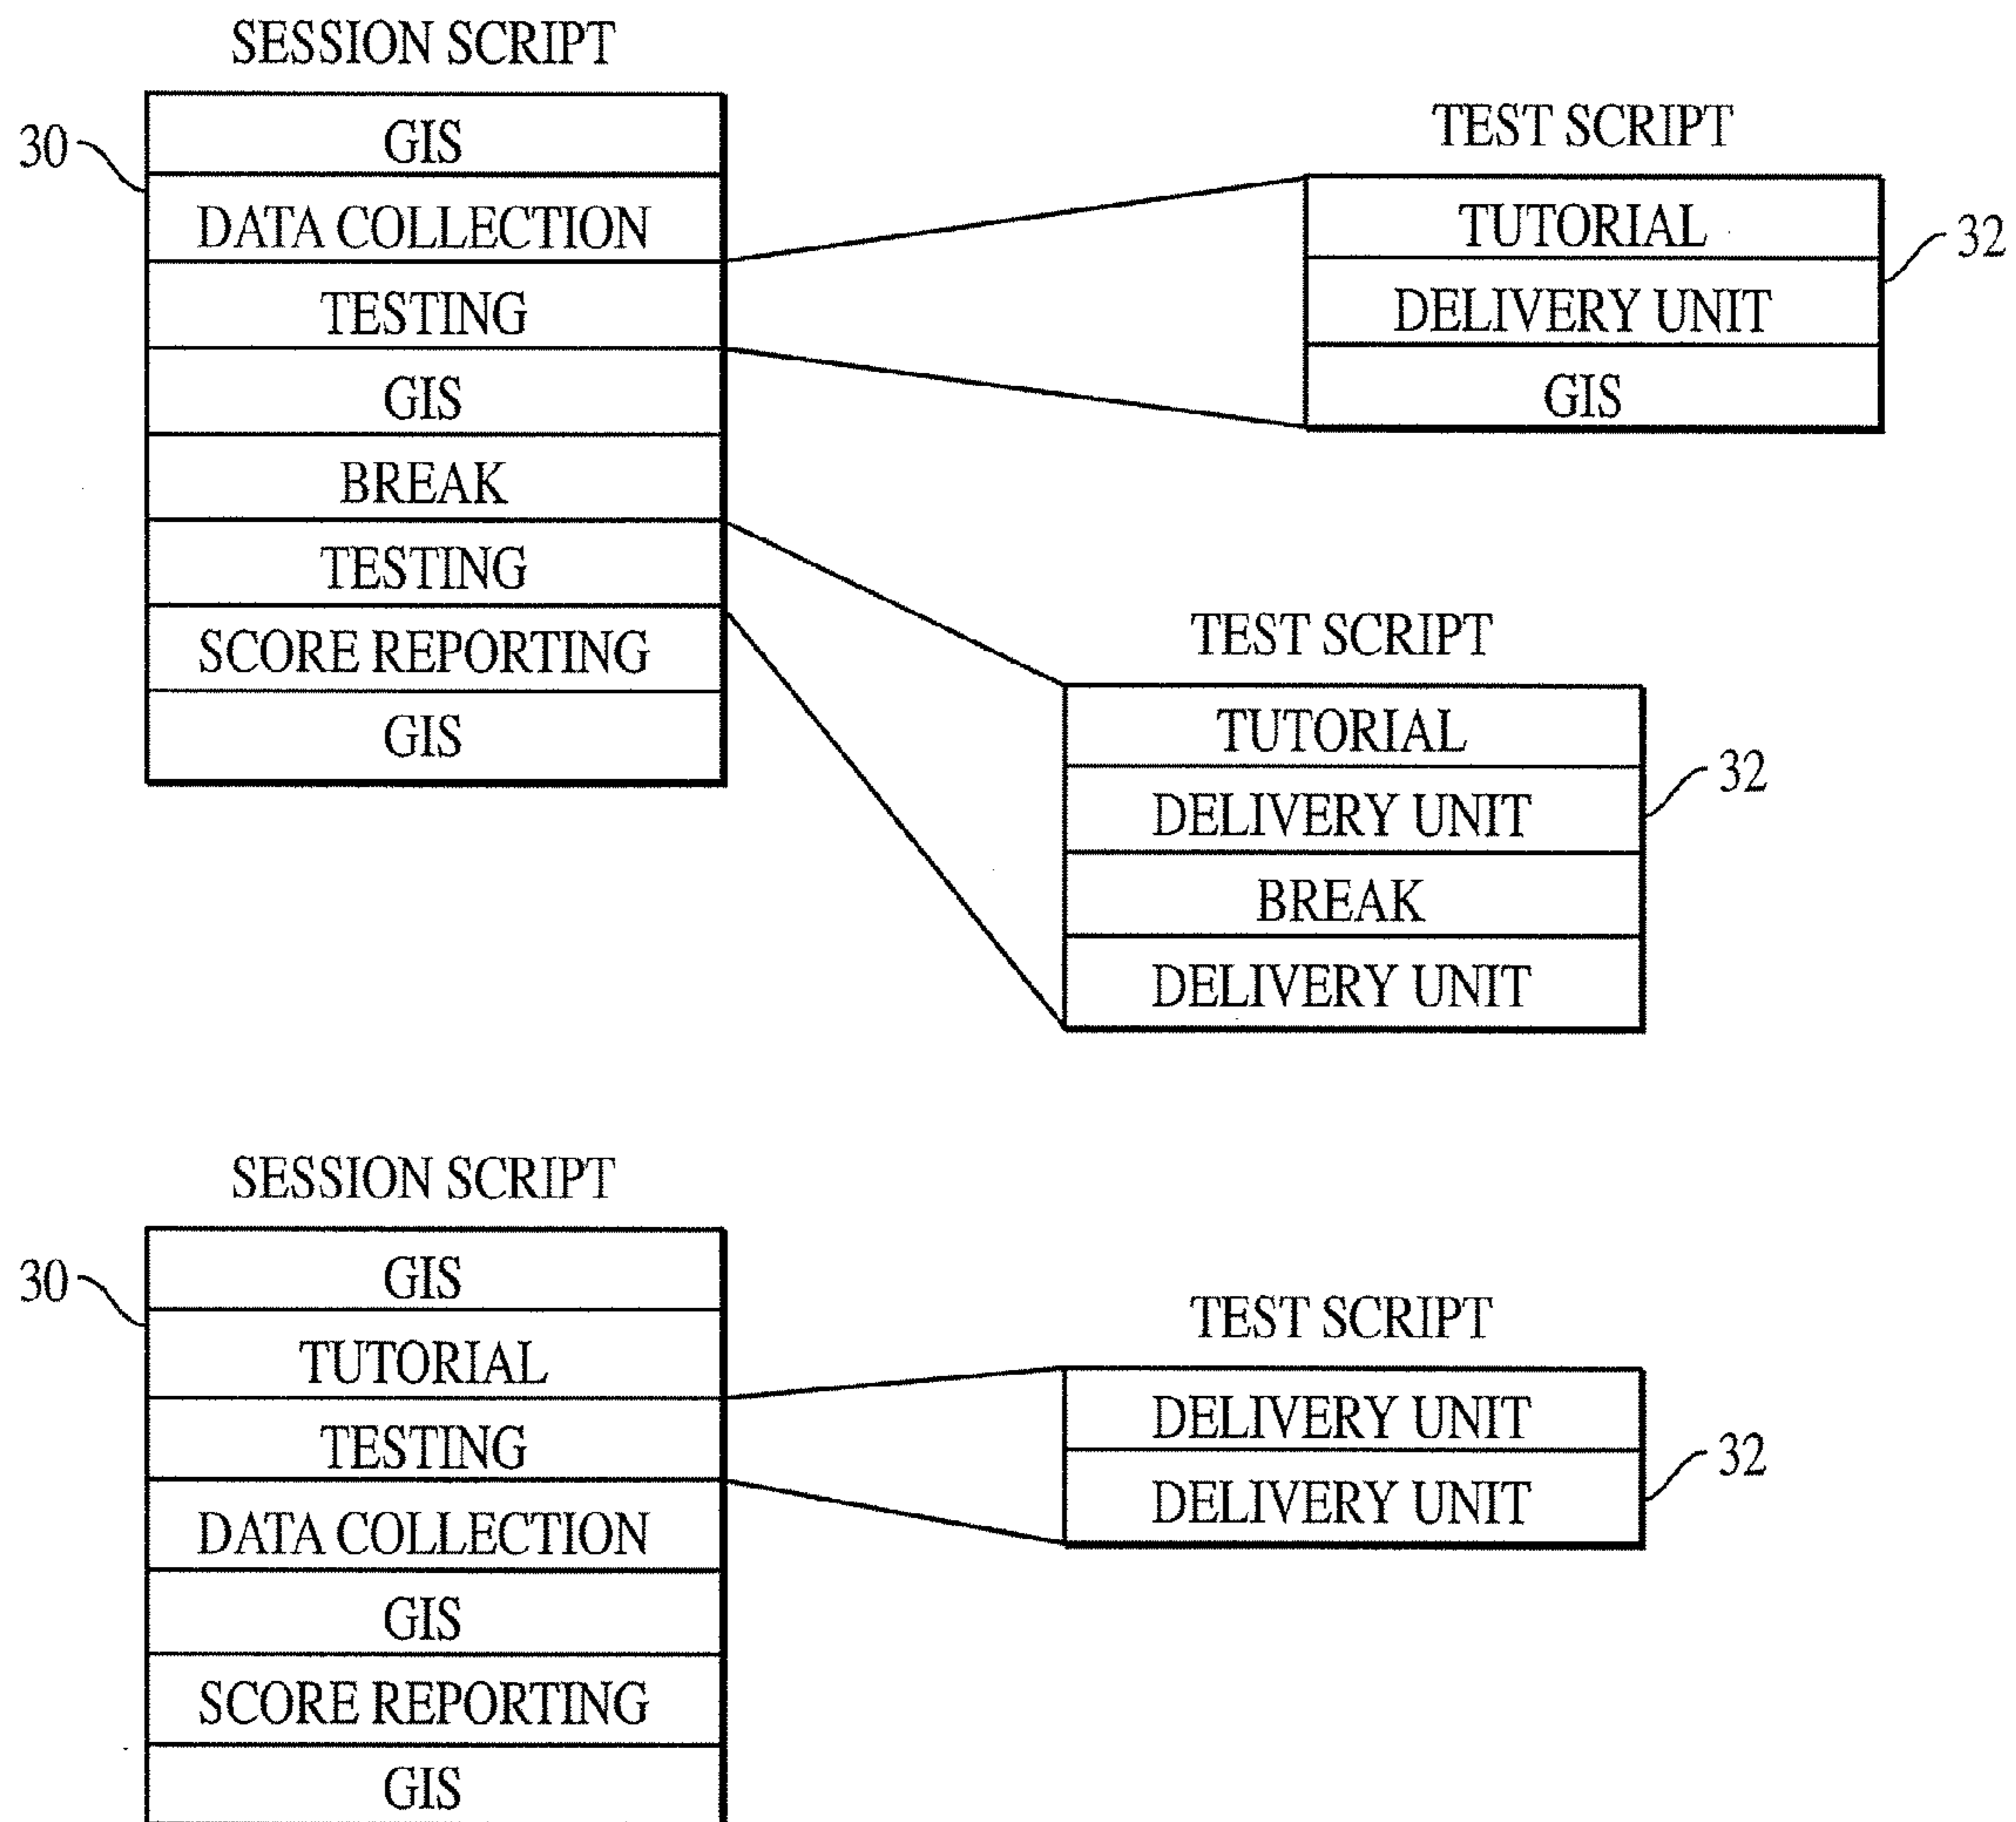 SESSION SCRIPT
30
GIS
DATA COLLECTION
TESTING
GIS
BREAK
TESTING
SCORE REPORTING
GIS
TEST SCRIPT
TUTORIAL
DELIVERY UNIT
GIS
32
TEST SCRIPT
TUTORIAL
DELIVERY UNIT
BREAK
DELIVERY UNIT
32
SESSION SCRIPT
30
GIS
TUTORIAL
TESTING
DATA COLLECTION
GIS
SCORE REPORTING
GIS
TEST SCRIPT
DELIVERY UNIT
DELIVERY UNIT
32